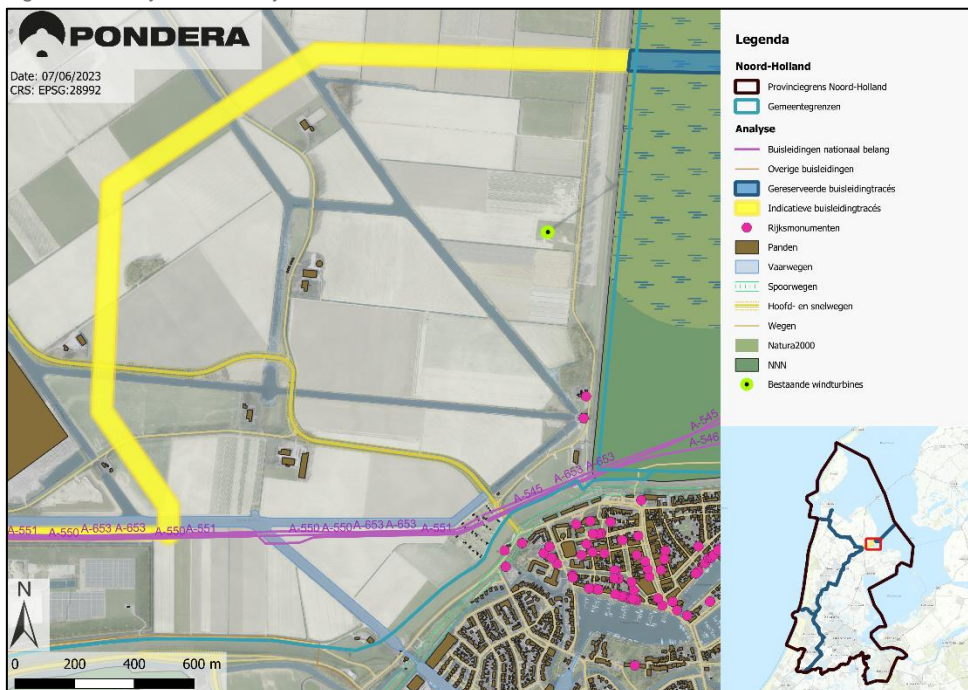 PONDERA
Date: 07/06/2023
CRS: EPSG:28992
A-545
A-546
A-653
A-653
A-545
A-551
A-550
A-653
A-653
A-550
A-551
A-550
A-550
A-653
A-653
A-551
N
0 200 400 600 m
Legenda
Noord-Holland
Provinciegrens Noord-Holland
Gemeentegrenzen
Analyse
Buisleidingen nationaal belang
Overige buisleidingen
Gereserveerde buisleidingtracés
Indicatieve buisleidingtracés
Rijksmonumenten
Panden
Vaarwegen
Spoorwegen
Hoofd- en snelwegen
Wegen
Natura2000
NNN
Bestaande windturbines